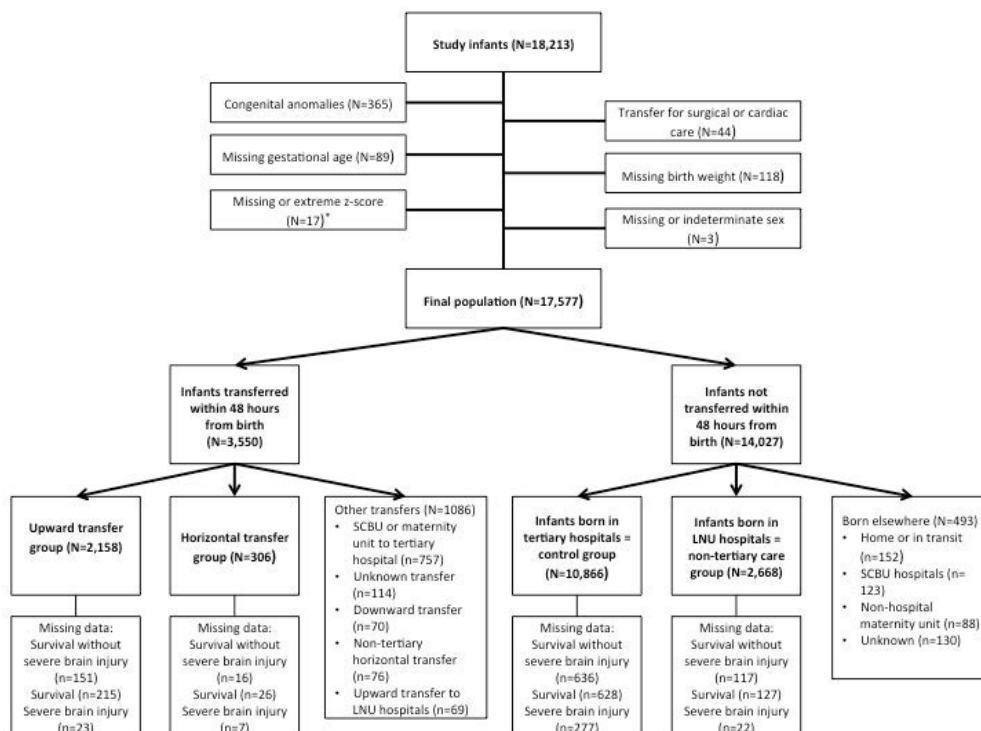 Study infants (N=18,213)
Congenital anomalies (N=365)
Transfer for surgical or cardiac
care (N=44)
Missing gestational age (N=89)
Missing birth weight (N=118)
Missing or extreme z-score
(N=17)*
Missing or indeterminate sex
(N=3)
Final population (N=17,577)
Infants transferred
within 48 hours
from birth
(N=3,550)
Infants not
transferred within
48 hours from
birth (N=14,027)
Upward transfer
group (N=2,158)
Horizontal transfer
group (N=306)
Other transfers (N=1086)
• SCBU or maternity
unit to tertiary
hospital (n=757)
• Unknown transfer
(n=114)
• Downward transfer
(n=70)
• Non-tertiary
horizontal transfer
(n=76)
• Upward transfer to
LNU hospitals (n=69)
Infants born in
tertiary hospitals =
control group
(N=10,866)
Infants born in
LNU hospitals =
non-tertiary care
group (N=2,668)
Born elsewhere (N=493)
• Home or in transit
(n=152)
• SCBU hospitals (n=
123)
• Non-hospital
maternity unit (n=88)
• Unknown (n=130)
Missing data:
Survival without
severe brain injury
(n=151)
Survival (n=215)
Severe brain injury
(n=23)
Missing data:
Survival without
severe brain injury
(n=16)
Survival (n=26)
Severe brain injury
(n=7)
Missing data:
Survival without
severe brain injury
(n=636)
Survival (n=628)
Severe brain injury
(n=277)
Missing data:
Survival without
severe brain injury
(n=117)
Survival (n=127)
Severe brain injury
(n=22)